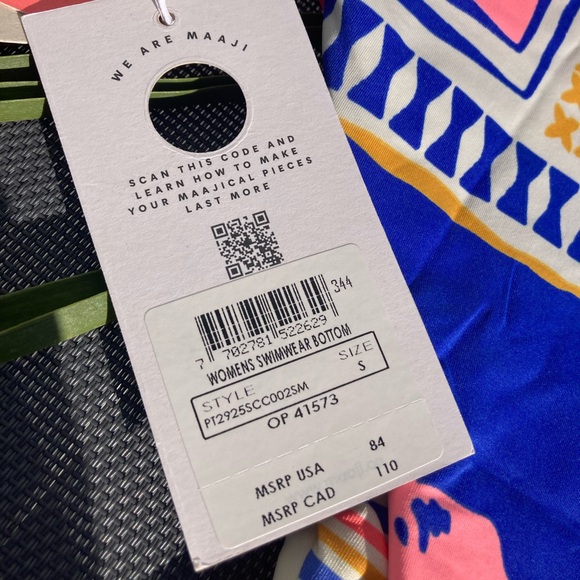 WE ARE MAAJI
SCAN THIS CODE AND
LEARN HOW TO MAKE
YOUR MAAJICAL PIECES
LAST MORE
344
7 702781 522629
WOMENS SWIMWEAR BOTTOM
STYLE SIZE
PT2925SCC002SM S
OP 41573
MSRP USA 84
MSRP CAD 110